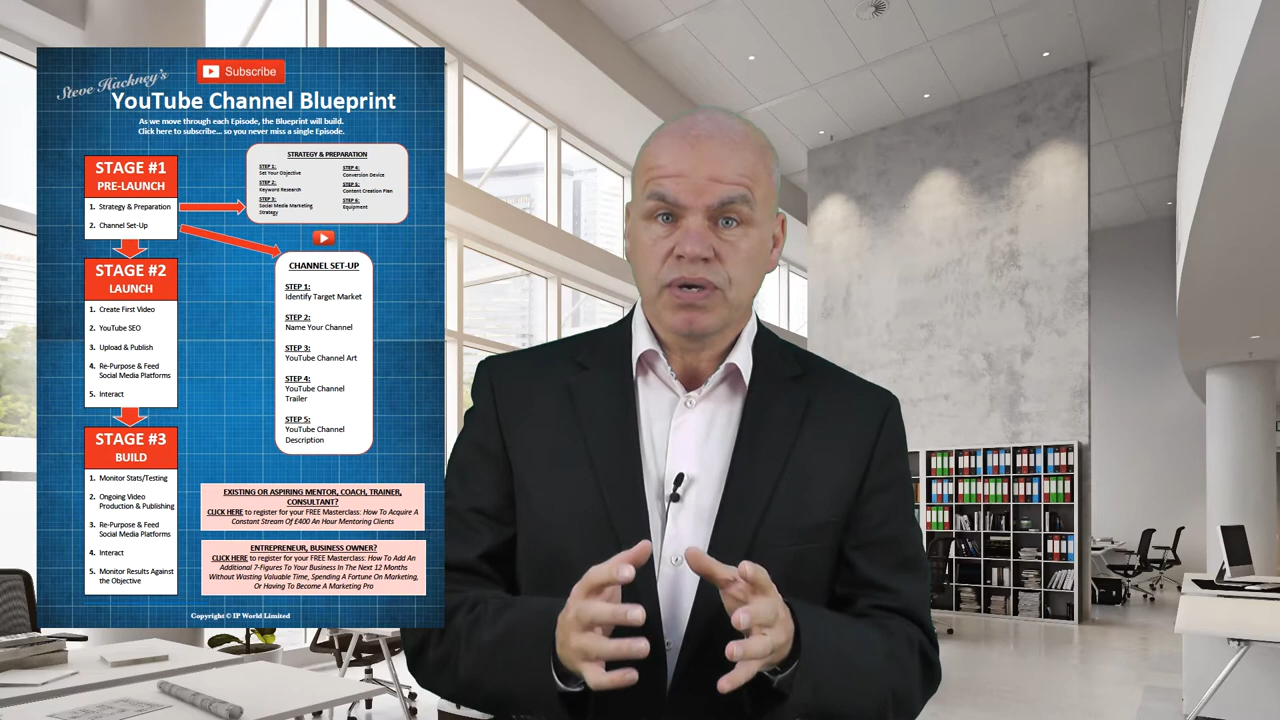 Steve Hackney's
Subscribe
YouTube Channel Blueprint
As we move through each Episode, the Blueprint will build.
Click here to subscribe... so you never miss a single Episode.
STAGE #1
PRE-LAUNCH
1. Strategy & Preparation
2. Channel Set-Up
STRATEGY & PREPARATION
STEP 1:
Set Your Objective
STEP 2:
Keyword Research
STEP 3:
Social Media Marketing
Strategy
STEP 4:
Conversion Device
STEP 5:
Content Creation Plan
STEP 6:
Equipment
STAGE #2
LAUNCH
1. Create First Video
2. YouTube SEO
3. Upload & Publish
4. Re-Purpose & Feed
Social Media Platforms
5. Interact
CHANNEL SET-UP
STEP 1:
Identify Target Market
STEP 2:
Name Your Channel
STEP 3:
YouTube Channel Art
STEP 4:
YouTube Channel
Trailer
STEP 5:
YouTube Channel
Description
STAGE #3
BUILD
1. Monitor Stats/Testing
2. Ongoing Video
Production & Publishing
3. Re-Purpose & Feed
Social Media Platforms
4. Interact
5. Monitor Results Against
the Objective
EXISTING OR ASPIRING MENTOR, COACH, TRAINER,
CONSULTANT?
CLICK HERE to register for your FREE Masterclass: How To Acquire A
Constant Stream Of £400 An Hour Mentoring Clients
ENTREPRENEUR, BUSINESS OWNER?
CLICK HERE to register for your FREE Masterclass: How To Add An
Additional 7-Figures To Your Business In The Next 12 Months
Without Wasting Valuable Time, Spending A Fortune On Marketing,
Or Having To Become A Marketing Pro
Copyright © IP World Limited